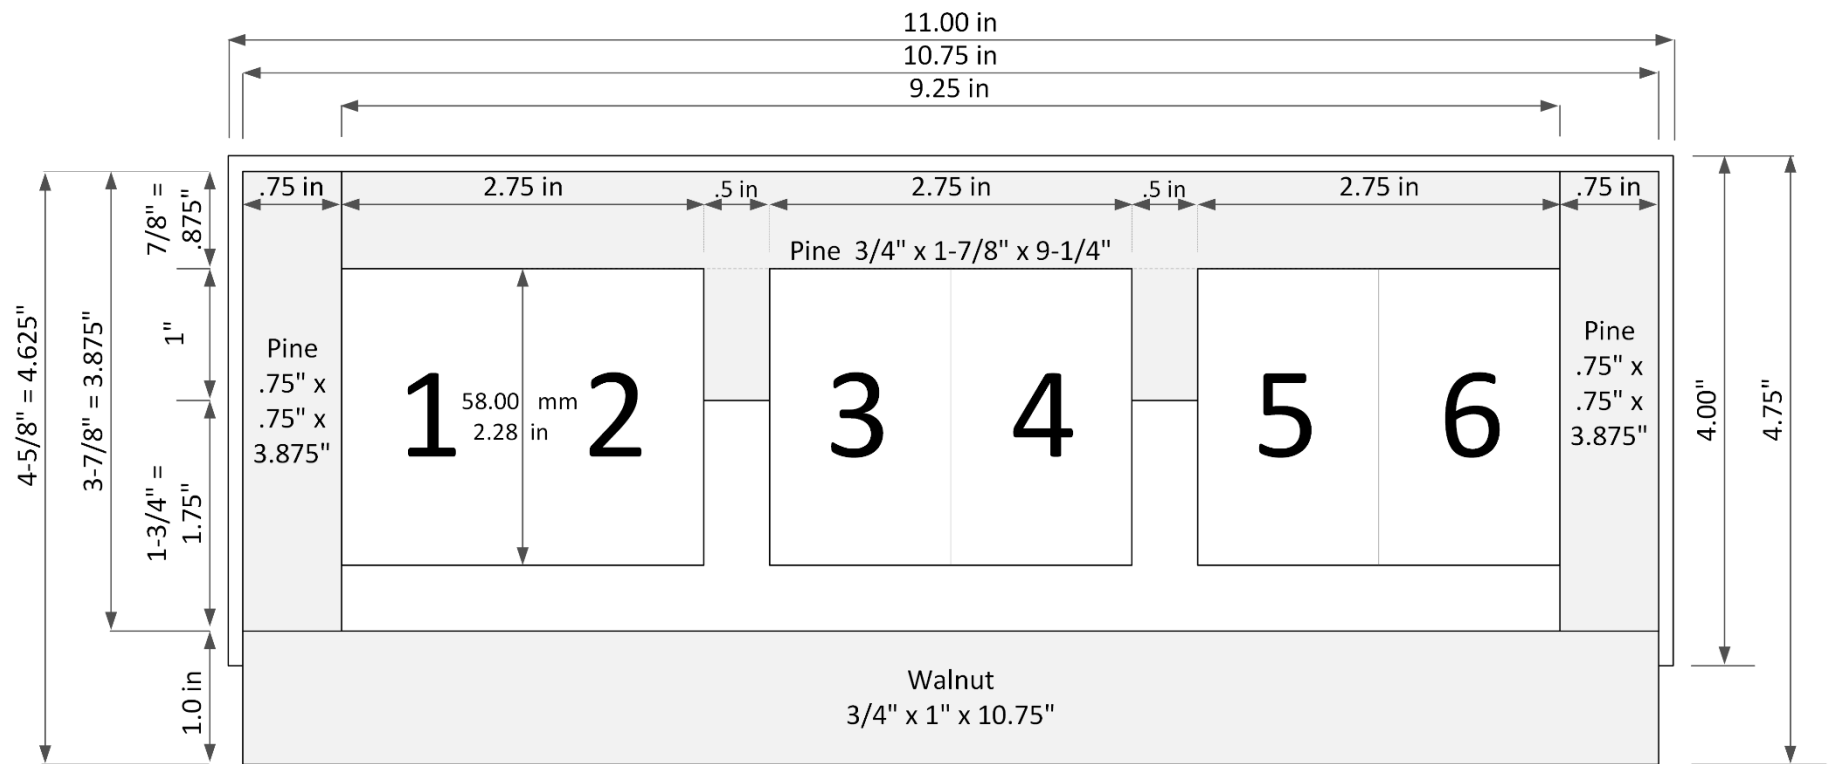 11.00 in
10.75 in
9.25 in
.75 in
2.75 in
.5 in
2.75 in
.5 in
2.75 in
.75 in
7/8" =
.875"
1"
1-3/4" =
1.75"
1.0 in
3-7/8" = 3.875"
4-5/8" = 4.625"
Pine 3/4" x 1-7/8" x 9-1/4"
Pine
.75" x
.75" x
3.875"
1
58.00 mm
2.28 in
2
3
4
5
6
Pine
.75" x
.75" x
3.875"
4.00"
4.75"
Walnut
3/4" x 1" x 10.75"